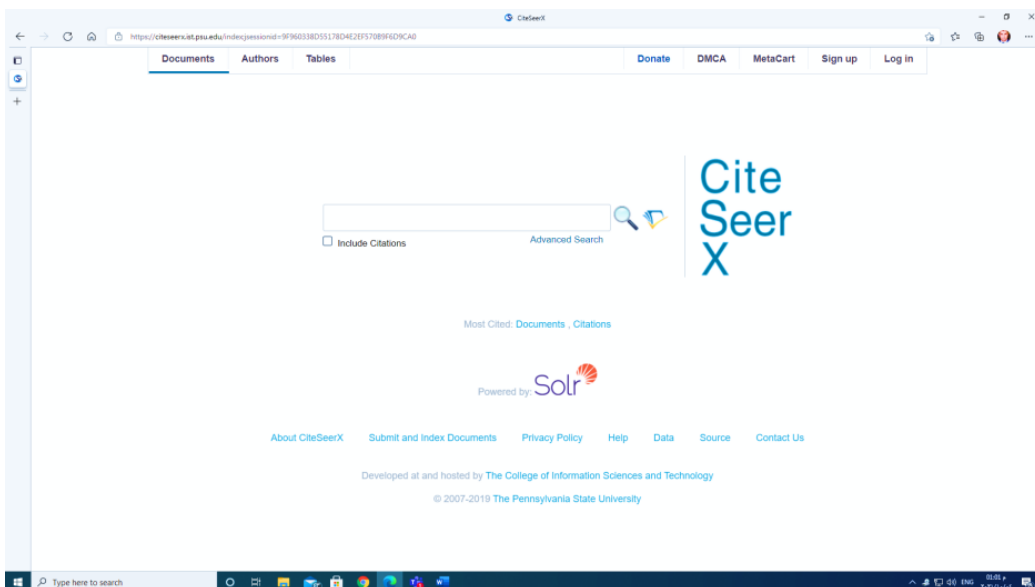 CiteSeerX
https://citeseerx.ist.psu.edu/index;jsessionid=9F960338D55178D4E2EF570B9F6D9CA0
Documents Authors Tables Donate DMCA MetaCart Sign up Log in
Cite
Seer
X
Include Citations Advanced Search
Most Cited: Documents , Citations
Powered by: Solr
About CiteSeerX Submit and Index Documents Privacy Policy Help Data Source Contact Us
Developed at and hosted by The College of Information Sciences and Technology
© 2007-2019 The Pennsylvania State University
Type here to search ENG 01:01 م